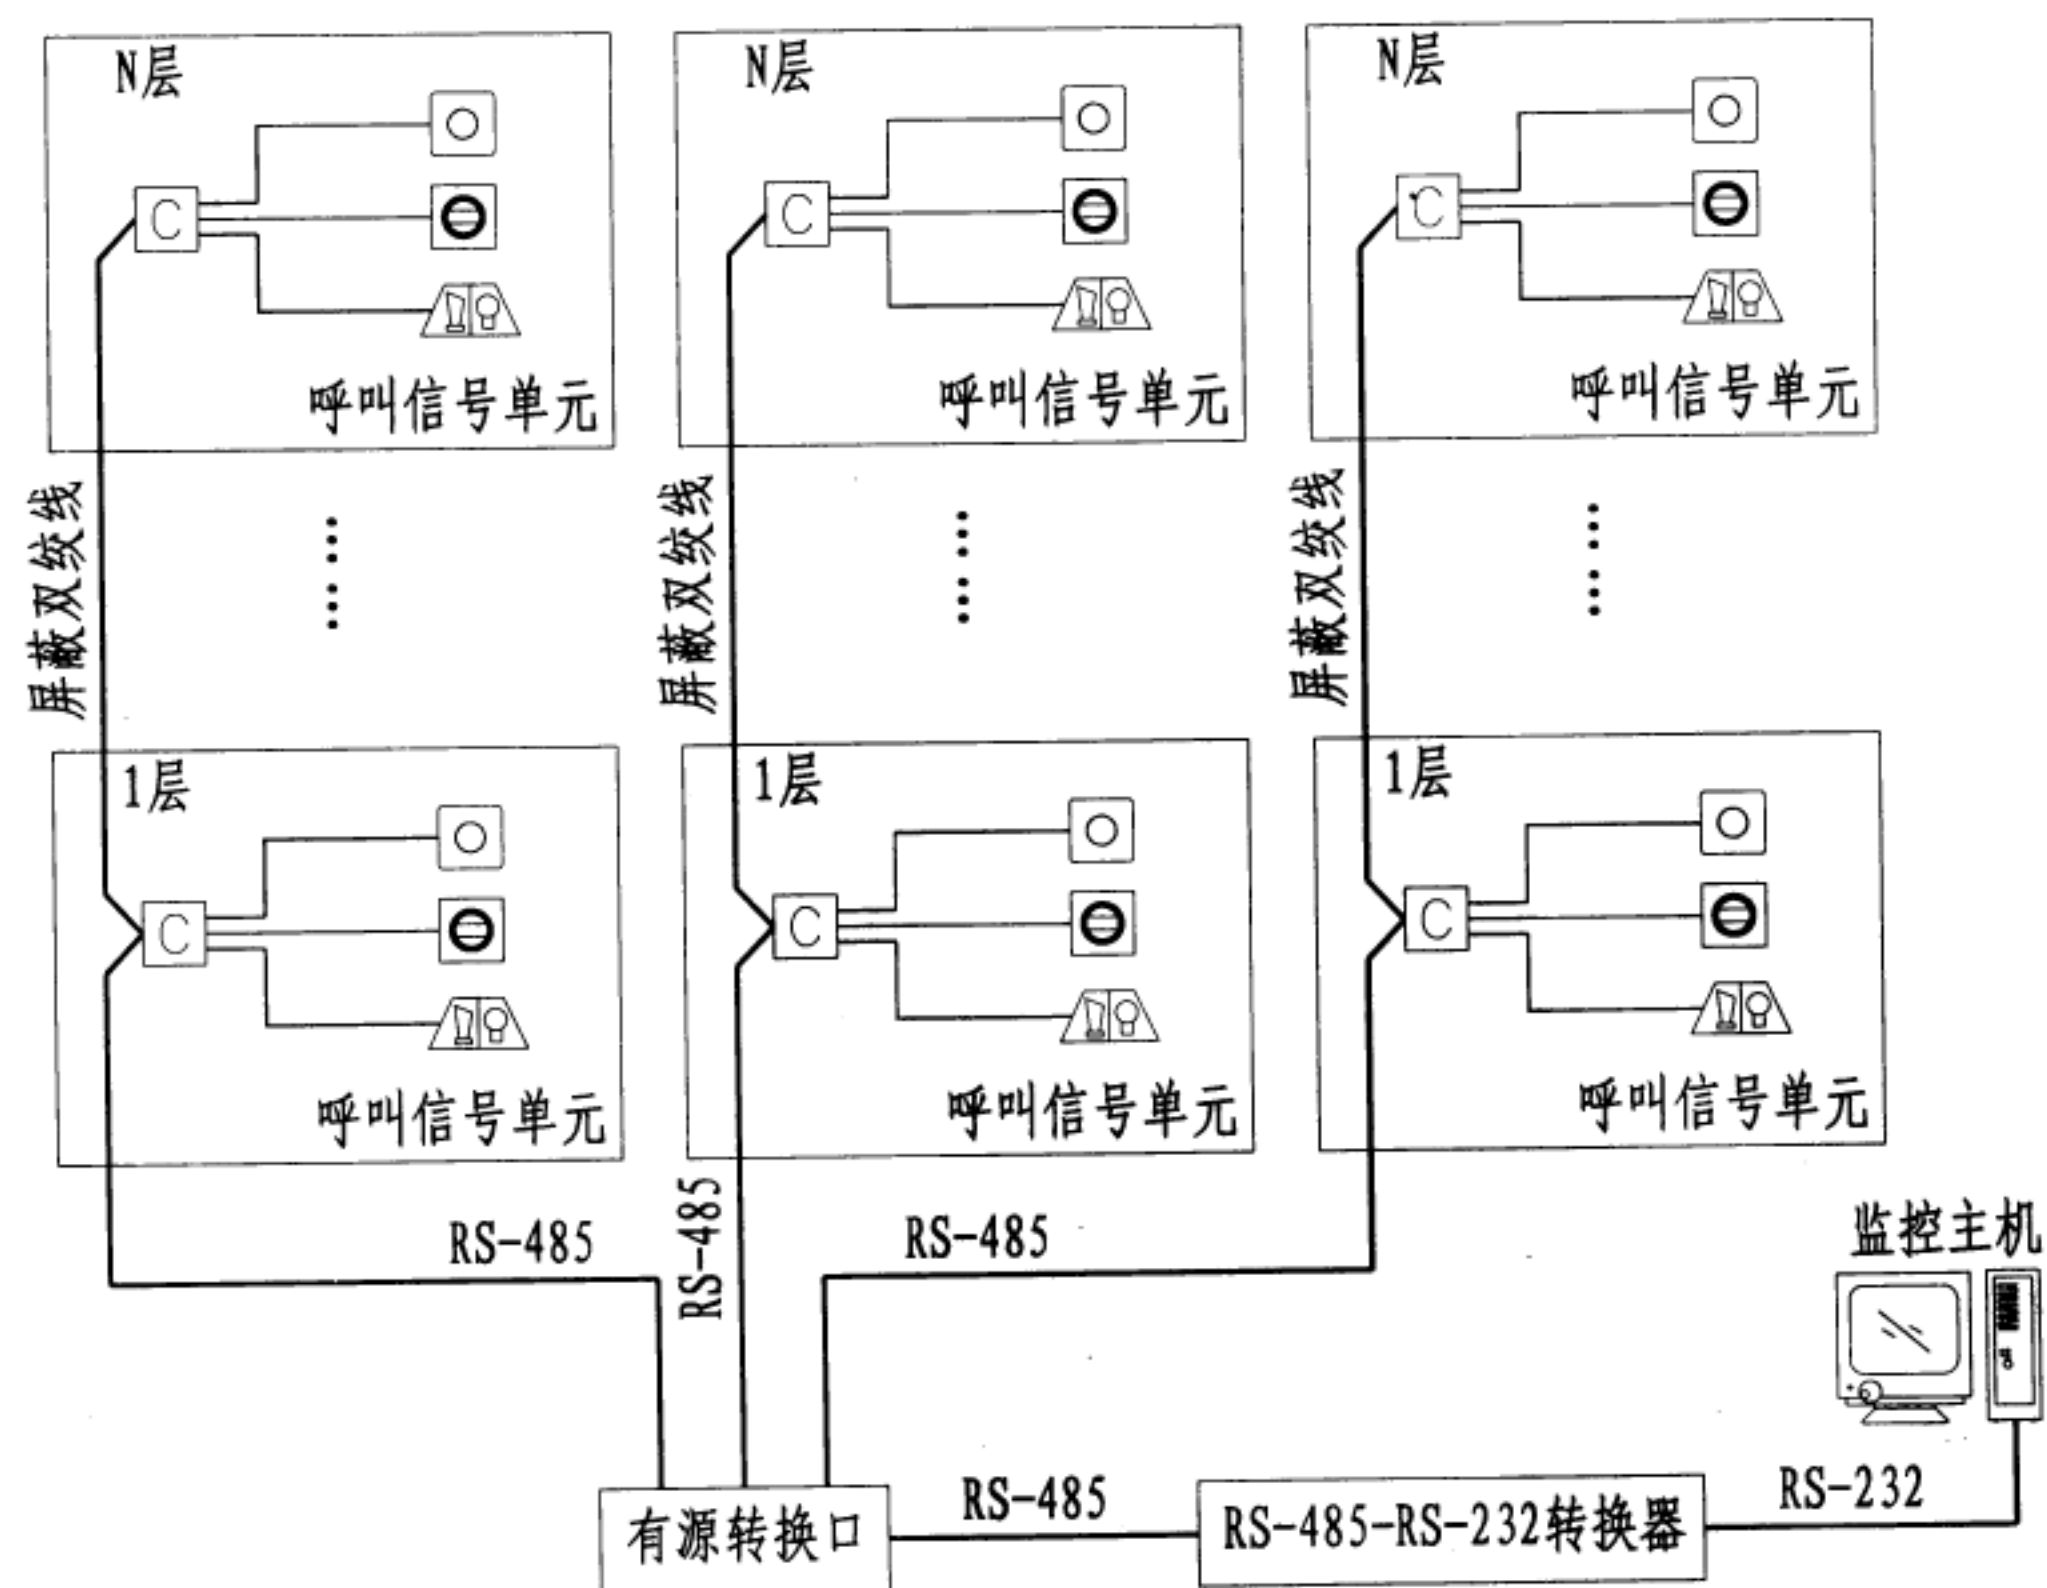 N层
N层
N层
C
C
C
呼叫信号单元
呼叫信号单元
呼叫信号单元
屏蔽双绞线
屏蔽双绞线
屏蔽双绞线
1层
1层
1层
C
C
C
呼叫信号单元
呼叫信号单元
呼叫信号单元
RS-485
RS-485
RS-485
监控主机
有源转换口
RS-485
RS-485-RS-232转换器
RS-232